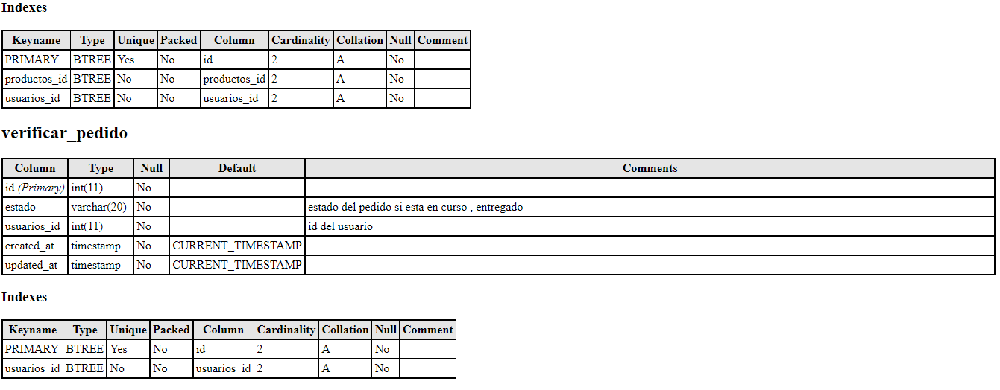 Indexes
Keyname Type Unique Packed Column Cardinality Collation Null Comment
PRIMARY BTREE Yes No id 2 A No
productos_id BTREE No No productos_id 2 A No
usuarios_id BTREE No No usuarios_id 2 A No
verificar_pedido
Column Type Null Default Comments
id (Primary) int(11) No
estado varchar(20) No estado del pedido si esta en curso , entregado
usuarios_id int(11) No id del usuario
created_at timestamp No CURRENT_TIMESTAMP
updated_at timestamp No CURRENT_TIMESTAMP
Indexes
Keyname Type Unique Packed Column Cardinality Collation Null Comment
PRIMARY BTREE Yes No id 2 A No
usuarios_id BTREE No No usuarios_id 2 A No